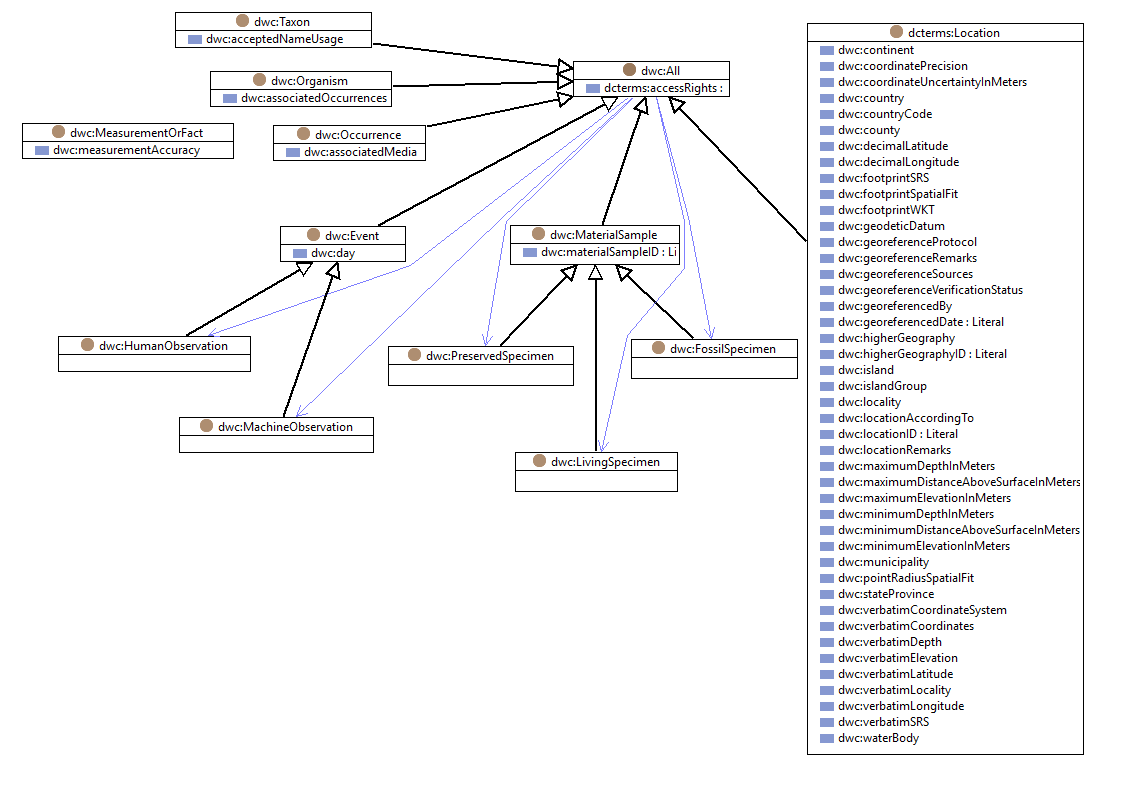 dwc:Taxon
dwc:acceptedNameUsage
dwc:Organism
dwc:associatedOccurrences
dwc:MeasurementOrFact
dwc:measurementAccuracy
dwc:Occurrence
dwc:associatedMedia
dwc:All
dcterms:accessRights :
dwc:Event
dwc:day
dwc:MaterialSample
dwc:materialSampleID : Li
dwc:HumanObservation
dwc:PreservedSpecimen
dwc:FossilSpecimen
dwc:MachineObservation
dwc:LivingSpecimen
dcterms:Location
dwc:continent
dwc:coordinatePrecision
dwc:coordinateUncertaintyInMeters
dwc:country
dwc:countryCode
dwc:county
dwc:decimalLatitude
dwc:decimalLongitude
dwc:footprintSRS
dwc:footprintSpatialFit
dwc:footprintWKT
dwc:geodeticDatum
dwc:georeferenceProtocol
dwc:georeferenceRemarks
dwc:georeferenceSources
dwc:georeferenceVerificationStatus
dwc:georeferencedBy
dwc:georeferencedDate : Literal
dwc:higherGeography
dwc:higherGeographyID : Literal
dwc:island
dwc:islandGroup
dwc:locality
dwc:locationAccordingTo
dwc:locationID : Literal
dwc:locationRemarks
dwc:maximumDepthInMeters
dwc:maximumDistanceAboveSurfaceInMeters
dwc:maximumElevationInMeters
dwc:minimumDepthInMeters
dwc:minimumDistanceAboveSurfaceInMeters
dwc:minimumElevationInMeters
dwc:municipality
dwc:pointRadiusSpatialFit
dwc:stateProvince
dwc:verbatimCoordinateSystem
dwc:verbatimCoordinates
dwc:verbatimDepth
dwc:verbatimElevation
dwc:verbatimLatitude
dwc:verbatimLocality
dwc:verbatimLongitude
dwc:verbatimSRS
dwc:waterBody